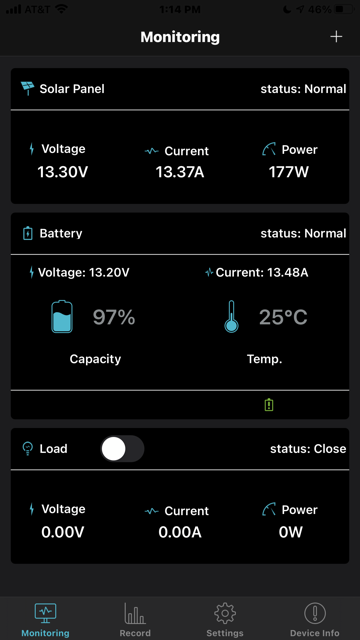 AT&T 1:14 PM 46%
Monitoring +
Solar Panel status: Normal
Voltage Current Power
13.30V 13.37A 177W
Battery status: Normal
Voltage: 13.20V Current: 13.48A
97% 25°C
Capacity Temp.
Load status: Close
Voltage Current Power
0.00V 0.00A 0W
Monitoring Record Settings Device Info